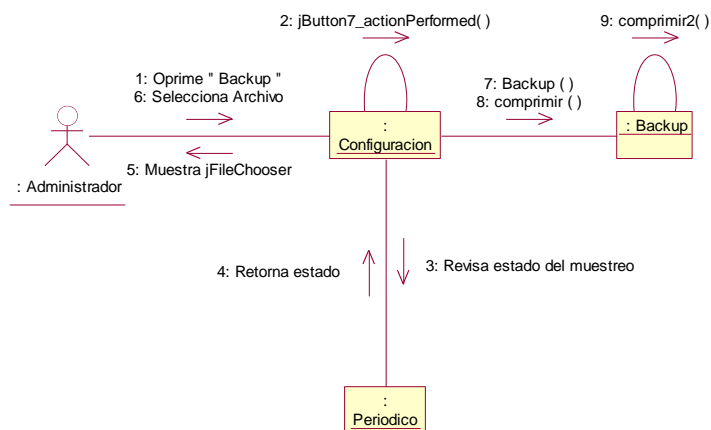 2: jButton7_actionPerformed( )
9: comprimir2( )
1: Oprime " Backup "
6: Selecciona Archivo
7: Backup ( )
8: comprimir ( )
:
Configuracion
: Backup
5: Muestra jFileChooser
: Administrador
4: Retorna estado
3: Revisa estado del muestreo
:
Periodico